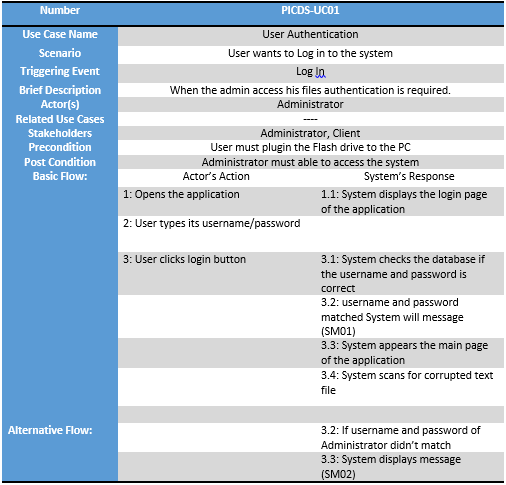 Number PICDS-UC01
Use Case Name User Authentication
Scenario User wants to Log in to the system
Triggering Event Log In
Brief Description When the admin access his files authentication is required.
Actor(s) Administrator
Related Use Cases ----
Stakeholders Administrator, Client
Precondition User must plugin the Flash drive to the PC
Post Condition Administrator must able to access the system
Basic Flow: Actor's Action System's Response
1: Opens the application 1.1: System displays the login page
of the application
2: User types its username/password
3: User clicks login button 3.1: System checks the database if
the username and password is
correct
3.2: username and password
matched System will message
(SM01)
3.3: System appears the main page
of the application
3.4: System scans for corrupted text
file
Alternative Flow: 3.2: If username and password of
Administrator didn't match
3.3: System displays message
(SM02)